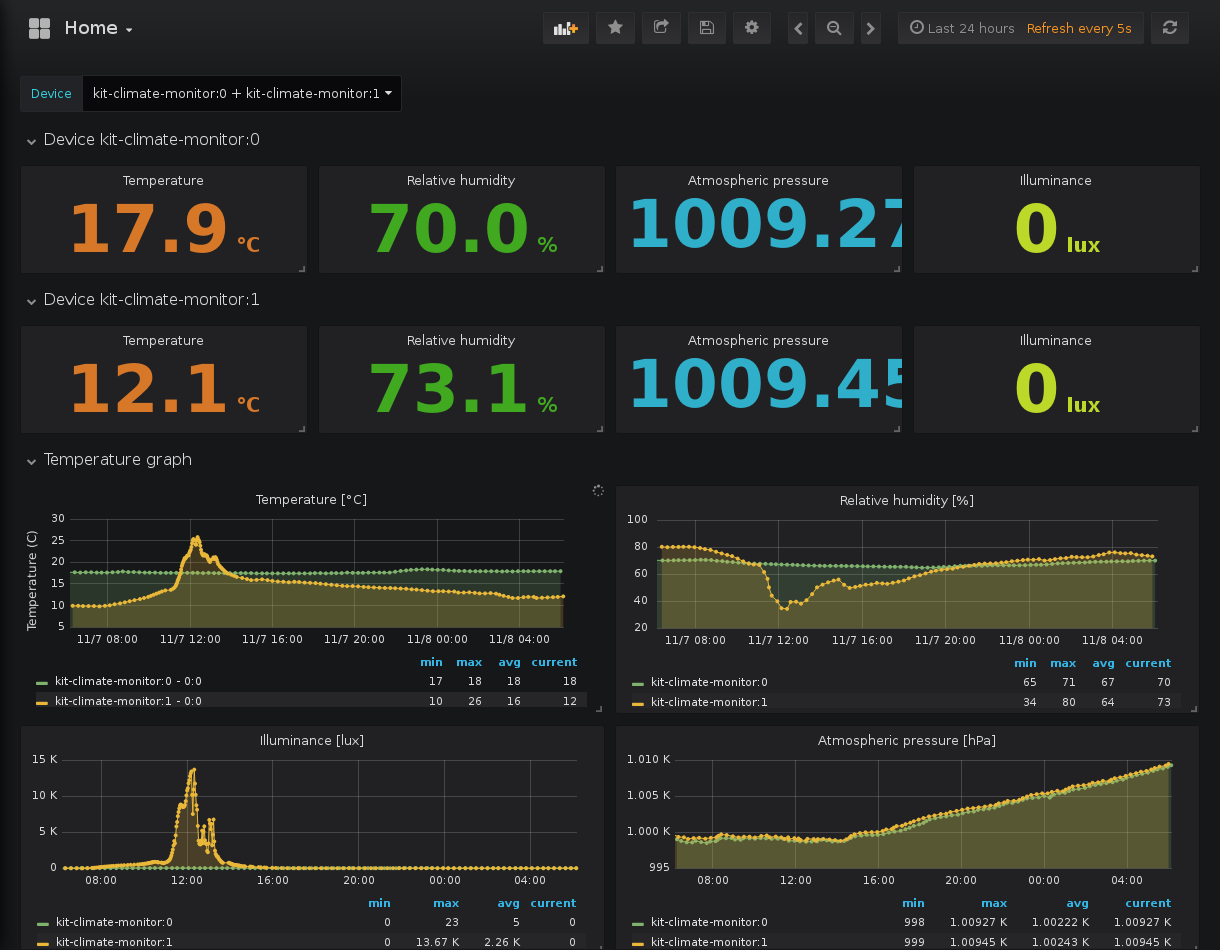 Home
Last 24 hours Refresh every 5s
Device kit-climate-monitor:0 + kit-climate-monitor:1
Device kit-climate-monitor:0
Temperature Relative humidity Atmospheric pressure Illuminance
17.9 °C 70.0 % 1009.27 0 lux
Device kit-climate-monitor:1
Temperature Relative humidity Atmospheric pressure Illuminance
12.1 °C 73.1 % 1009.45 0 lux
Temperature graph
Temperature [°C]
Temperature (C)
30
25
20
15
10
5
11/7 08:00 11/7 12:00 11/7 16:00 11/7 20:00 11/8 00:00 11/8 04:00
min max avg current
kit-climate-monitor:0 - 0:0 17 18 18 18
kit-climate-monitor:1 - 0:0 10 26 16 12
Relative humidity [%]
100
80
60
40
20
11/7 08:00 11/7 12:00 11/7 16:00 11/7 20:00 11/8 00:00 11/8 04:00
min max avg current
kit-climate-monitor:0 65 71 67 70
kit-climate-monitor:1 34 80 64 73
Illuminance [lux]
15 K
10 K
5 K
0
08:00 12:00 16:00 20:00 00:00 04:00
min max avg current
kit-climate-monitor:0 0 23 5 0
kit-climate-monitor:1 0 13.67 K 2.26 K 0
Atmospheric pressure [hPa]
1.010 K
1.005 K
1.000 K
995
08:00 12:00 16:00 20:00 00:00 04:00
min max avg current
kit-climate-monitor:0 998 1.00927 K 1.00222 K 1.00927 K
kit-climate-monitor:1 999 1.00945 K 1.00243 K 1.00945 K